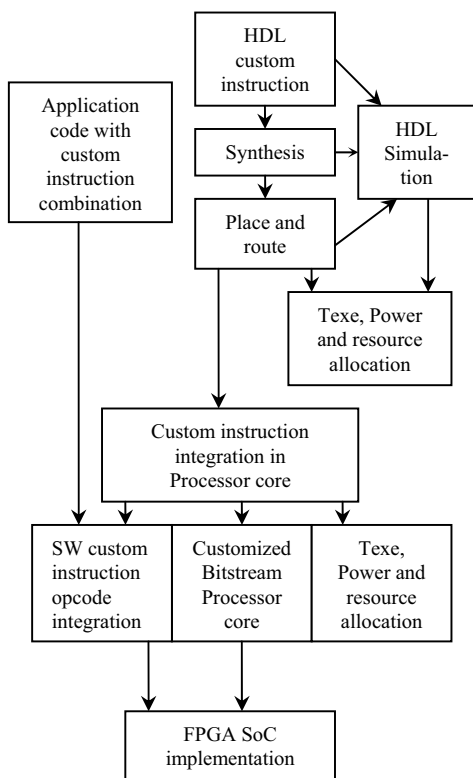 HDL
custom
instruction
Application
code with
custom
instruction
combination
Synthesis
HDL
Simula-
tion
Place and
route
Texe, Power
and resource
allocation
Custom instruction
integration in
Processor core
SW custom
instruction
opcode
integration
Customized
Bitstream
Processor
core
Texe,
Power and
resource
allocation
FPGA SoC
implementation